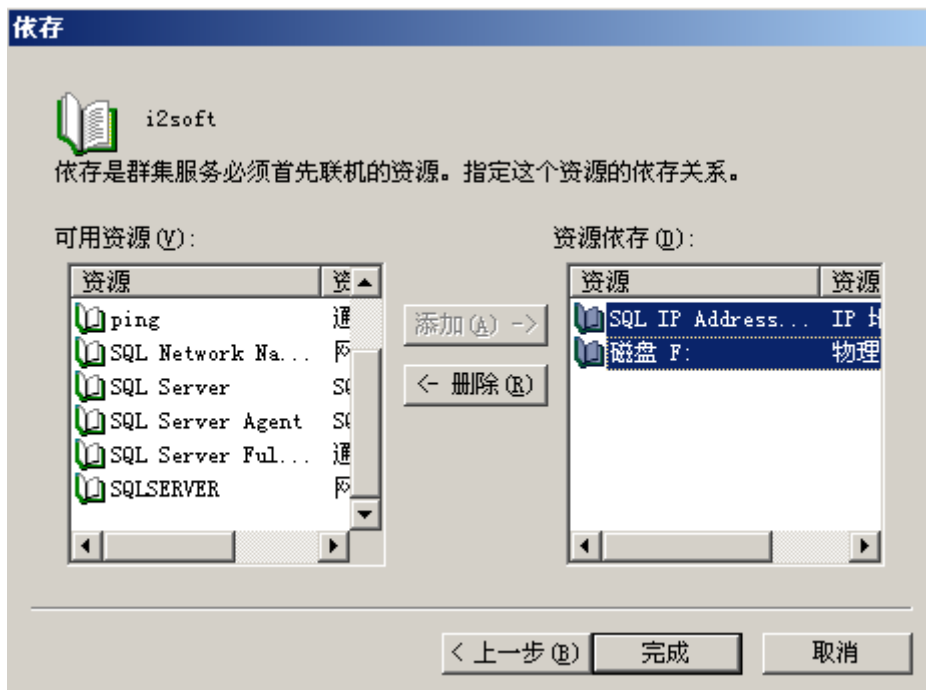 依存
i2soft
依存是群集服务必须首先联机的资源。指定这个资源的依存关系。
可用资源(V):
资源依存(D):
资源
资源
资源
ping
SQL Network Na...
SQL Server
SQL Server Agent
SQL Server Ful...
SQLSERVER
添加(A) ->
<- 删除(R)
SQL IP Address... IP 地
磁盘 F: 物理
< 上一步(B)
完成
取消